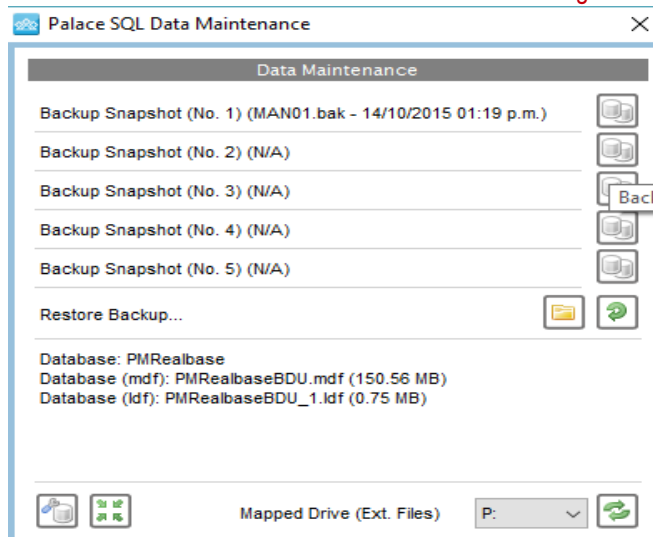 Palace SQL Data Maintenance
Data Maintenance
Backup Snapshot (No. 1) (MAN01.bak - 14/10/2015 01:19 p.m.)
Backup Snapshot (No. 2) (N/A)
Backup Snapshot (No. 3) (N/A)
Bac
Backup Snapshot (No. 4) (N/A)
Backup Snapshot (No. 5) (N/A)
Restore Backup...
Database: PMRealbase
Database (mdf): PMRealbaseBDU.mdf (150.56 MB)
Database (ldf): PMRealbaseBDU_1.ldf (0.75 MB)
Mapped Drive (Ext. Files) P: